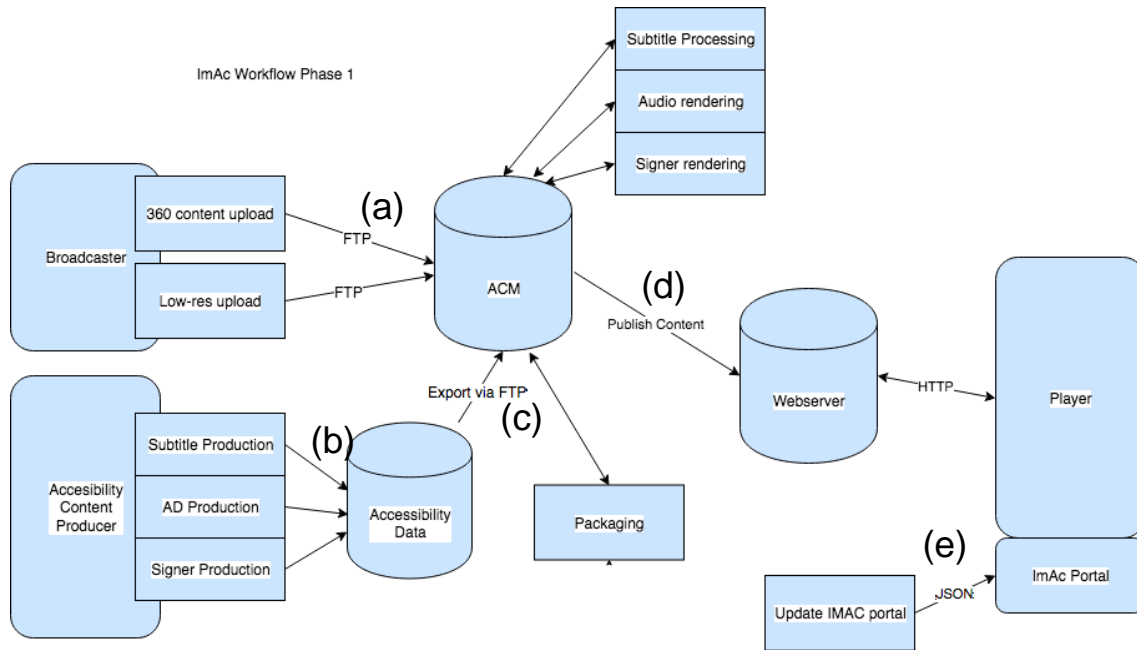 ImAc Workflow Phase 1
Subtitle Processing
Audio rendering
Signer rendering
Broadcaster
360 content upload
Low-res upload
(a)
FTP
FTP
ACM
(d)
Publish Content
Webserver
HTTP
Player
Export via FTP
(c)
(b)
Accesibility
Content
Producer
Subtitle Production
AD Production
Signer Production
Accessibility
Data
Packaging
(e)
ImAc Portal
JSON
Update IMAC portal